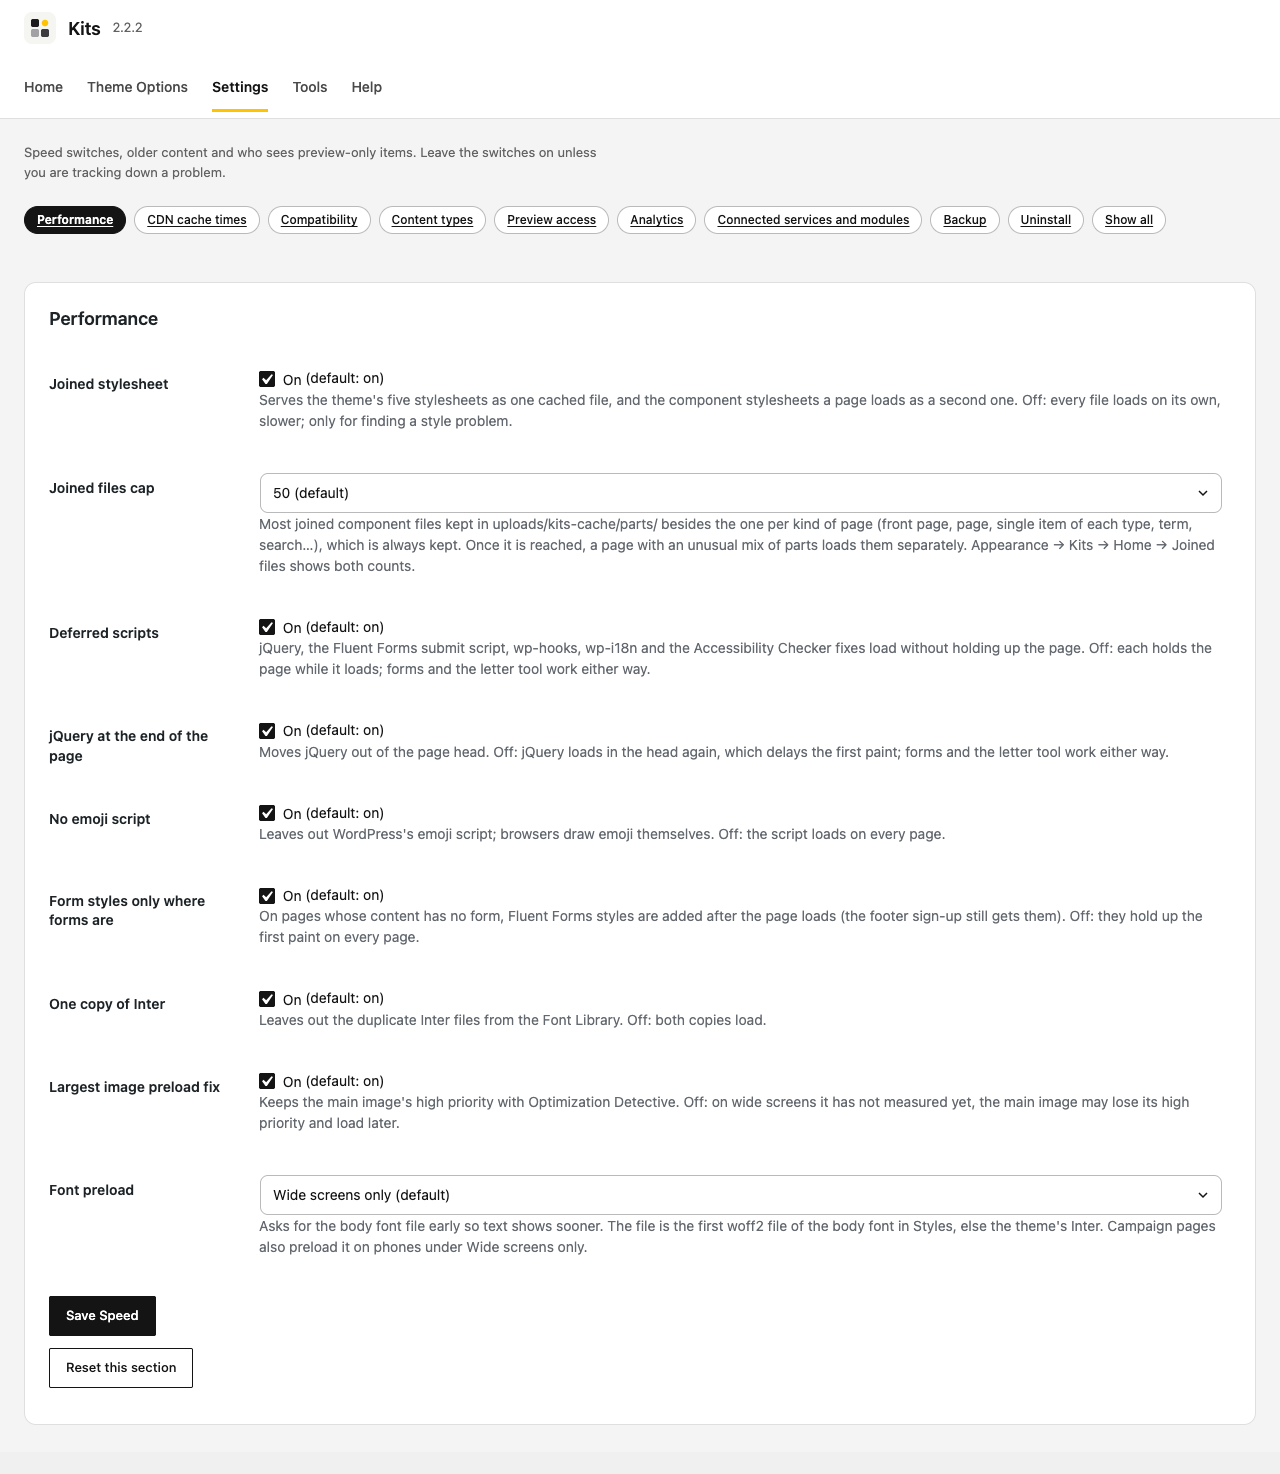 Kits 2.2.2
Home Theme Options Settings Tools Help
Speed switches, older content and who sees preview-only items. Leave the switches on unless
you are tracking down a problem.
Performance CDN cache times Compatibility Content types Preview access Analytics Connected services and modules Backup Uninstall Show all
Performance
Joined stylesheet
On (default: on)
Serves the theme's five stylesheets as one cached file, and the component stylesheets a page loads as a second one. Off: every file loads on its own,
slower; only for finding a style problem.
Joined files cap
50 (default)
Most joined component files kept in uploads/kits-cache/parts/ besides the one per kind of page (front page, page, single item of each type, term,
search...), which is always kept. Once it is reached, a page with an unusual mix of parts loads them separately. Appearance → Kits → Home → Joined
files shows both counts.
Deferred scripts
On (default: on)
jQuery, the Fluent Forms submit script, wp-hooks, wp-i18n and the Accessibility Checker fixes load without holding up the page. Off: each holds the
page while it loads; forms and the letter tool work either way.
jQuery at the end of the
page
On (default: on)
Moves jQuery out of the page head. Off: jQuery loads in the head again, which delays the first paint; forms and the letter tool work either way.
No emoji script
On (default: on)
Leaves out WordPress's emoji script; browsers draw emoji themselves. Off: the script loads on every page.
Form styles only where
forms are
On (default: on)
On pages whose content has no form, Fluent Forms styles are added after the page loads (the footer sign-up still gets them). Off: they hold up the
first paint on every page.
One copy of Inter
On (default: on)
Leaves out the duplicate Inter files from the Font Library. Off: both copies load.
Largest image preload fix
On (default: on)
Keeps the main image's high priority with Optimization Detective. Off: on wide screens it has not measured yet, the main image may lose its high
priority and load later.
Font preload
Wide screens only (default)
Asks for the body font file early so text shows sooner. The file is the first woff2 file of the body font in Styles, else the theme's Inter. Campaign pages
also preload it on phones under Wide screens only.
Save Speed
Reset this section